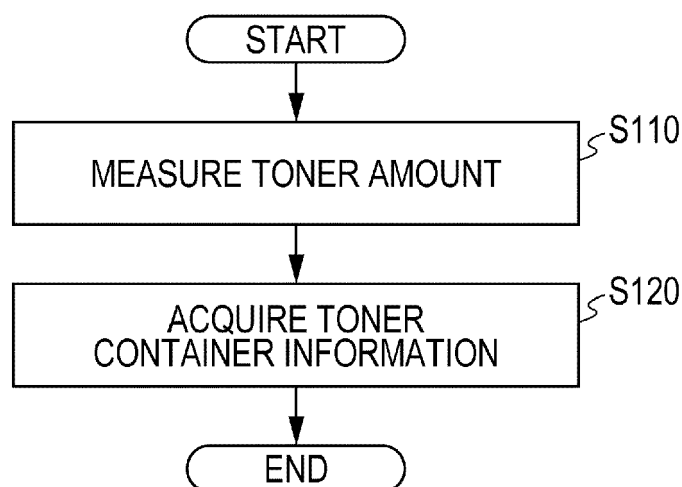 START
MEASURE TONER AMOUNT
S110
ACQUIRE TONER
CONTAINER INFORMATION
S120
END